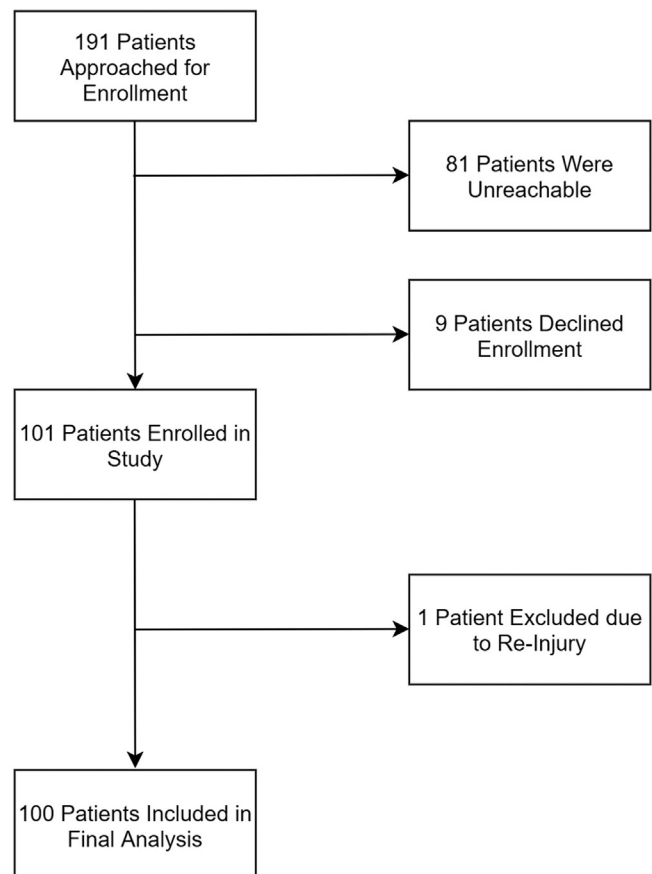 191 Patients
Approached for
Enrollment
81 Patients Were
Unreachable
9 Patients Declined
Enrollment
101 Patients Enrolled in
Study
1 Patient Excluded due
to Re-Injury
100 Patients Included in
Final Analysis